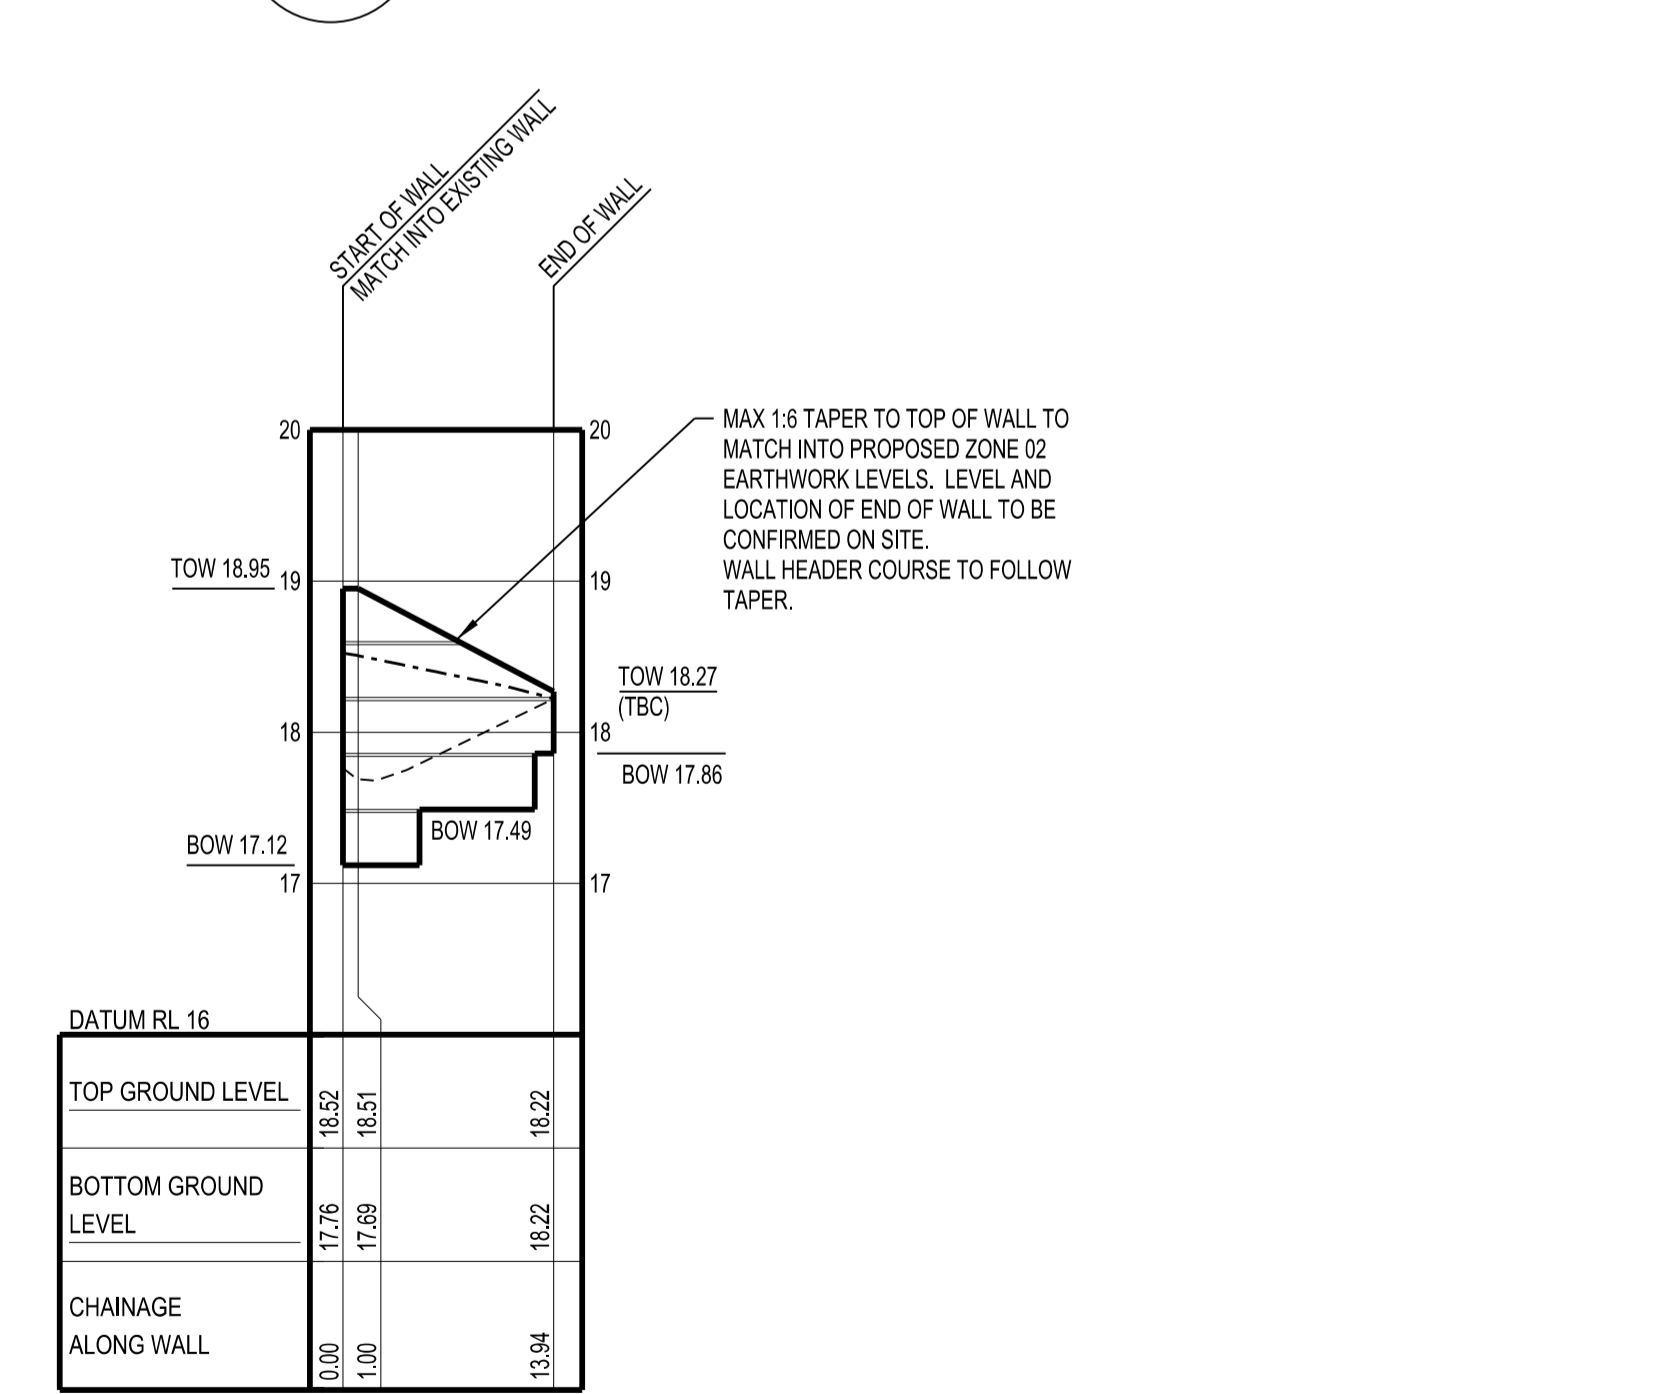 START OF WALL
MATCH INTO EXISTING WALL
END OF WALL
20
20
MAX 1:6 TAPER TO TOP OF WALL TO
MATCH INTO PROPOSED ZONE 02
EARTHWORK LEVELS. LEVEL AND
LOCATION OF END OF WALL TO BE
CONFIRMED ON SITE.
WALL HEADER COURSE TO FOLLOW
TAPER.
TOW 18.95
19
19
TOW 18.27
(TBC)
18
18
BOW 17.86
BOW 17.49
BOW 17.12
17
17
DATUM RL 16
TOP GROUND LEVEL
18.52
18.51
18.22
BOTTOM GROUND
LEVEL
17.76
17.69
18.22
CHAINAGE
ALONG WALL
0.00
1.00
13.94